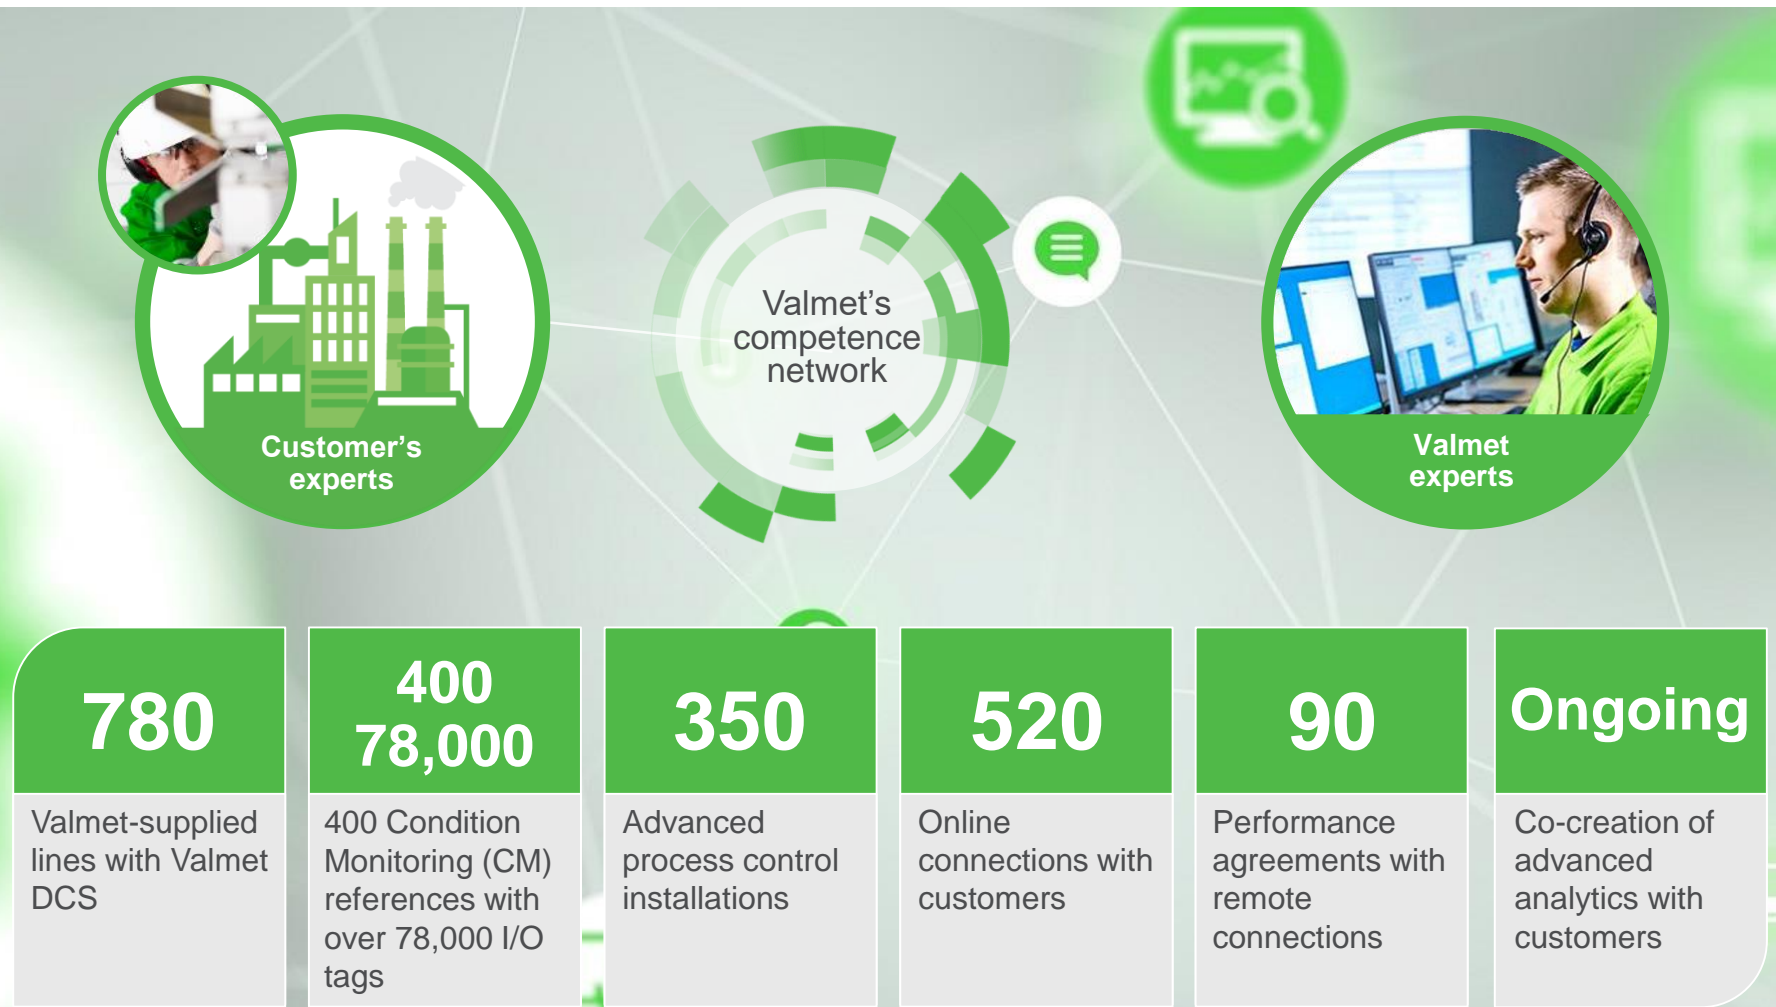 Valmet’s
competence
network
Customer’s
experts
Valmet
experts
780
Valmet-supplied
lines with Valmet
DCS
400
78,000
400 Condition
Monitoring (CM)
references with
over 78,000 I/O
tags
350
Advanced
process control
installations
520
Online
connections with
customers
90
Performance
agreements with
remote
connections
Ongoing
Co-creation of
advanced
analytics with
customers